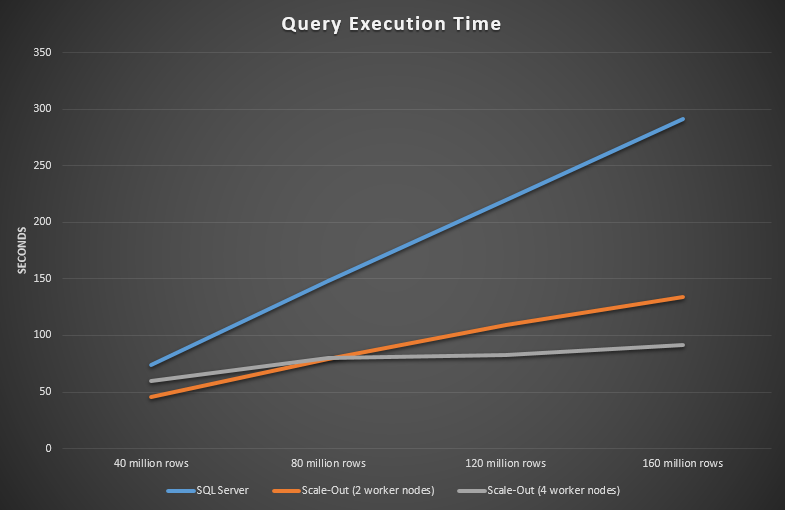 Query Execution Time
350
300
250
200
150
100
50
0
SECONDS
40 million rows 80 million rows 120 million rows 160 million rows
SQL Server Scale-Out (2 worker nodes) Scale-Out (4 worker nodes)